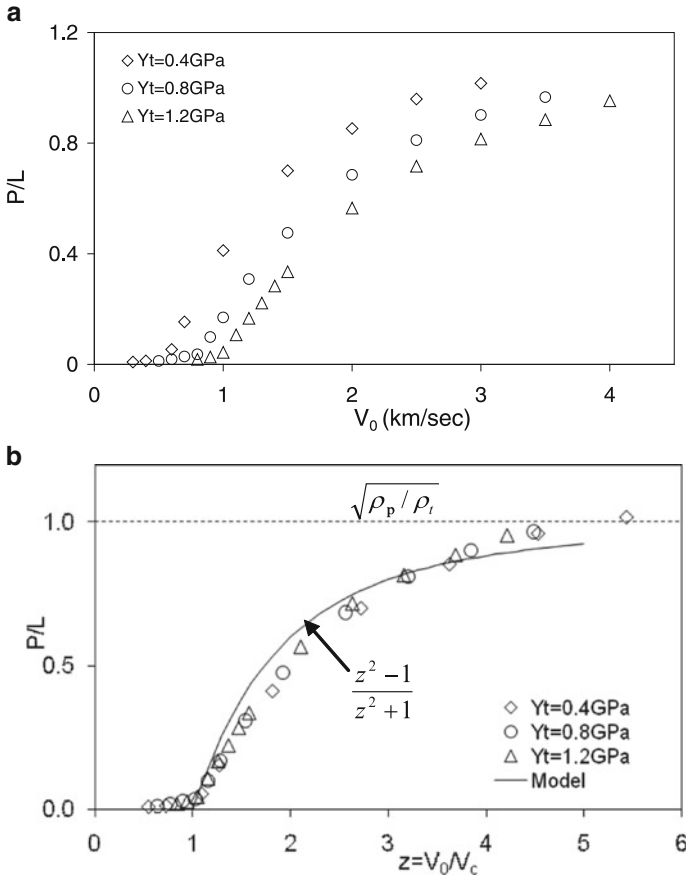 a
1.2
Yt=0.4GPa
Yt=0.8GPa
Yt=1.2GPa
0.8
P/L
0.4
0
0 1 2 3 4
V₀ (km/sec)
b
√ρₚ / ρₜ
1.0
P/L
0.5
z² −1
z² +1
Yt=0.4GPa
Yt=0.8GPa
Yt=1.2GPa
Model
0.0
0 1 2 3 4 5 6
z=V₀/V꜀